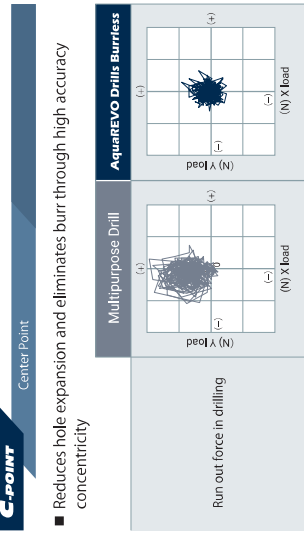 C-POINT
Center Point
■ Reduces hole expansion and eliminates burr through high accuracy
concentricity
Multipurpose Drill
AquaREVO Drills Burrless
Run out force in drilling
(N) Y load
(+)
(−)
(+)
(−)
(N) X load
(N) Y load
(+)
(−)
(+)
(−)
(N) X load